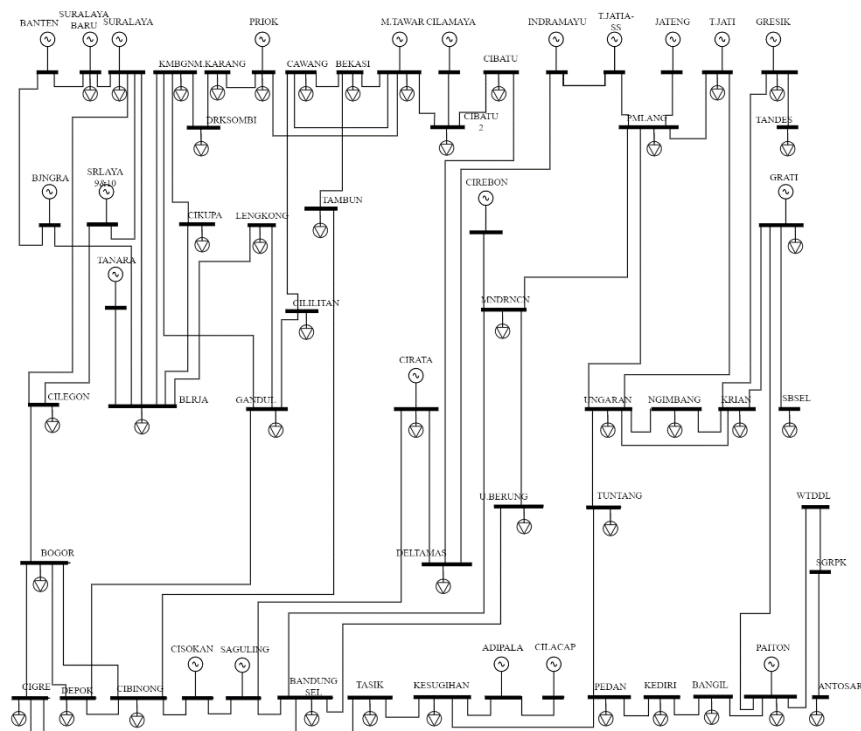 BANTEN
SURALAYA
BARU
SURALAYA
PRIOK
M.TAWAR
CILAMAYA
INDRAMAYU
T.JATIA-
SS
JATENG
T.JATI
GRESIK
KMBGN
M.KARANG
CAWANG
BEKASI
CIBATU
DRKSOMBI
CIBATU
2
PMLANG
TANDES
BJNGRA
SRLAYA
9&10
CIKUPA
LENGKONG
TAMBUN
CIREBON
GRATI
TANARA
CILILITAN
MNDRNCN
CIRATA
CILEGON
BLRJA
GANDUL
UNGARAN
NGIMBANG
KRIAN
SBSEL
U.BERUNG
TUNTANG
WTDDL
BOGOR
DELTAMAS
SGRPK
CISOKAN
SAGULING
ADIPALA
CILACAP
PAITON
CIGRE
DEPOK
CIBINONG
BANDUNG
SEL
TASIK
KESUGIHAN
PEDAN
KEDIRI
BANGIL
ANTOSAR